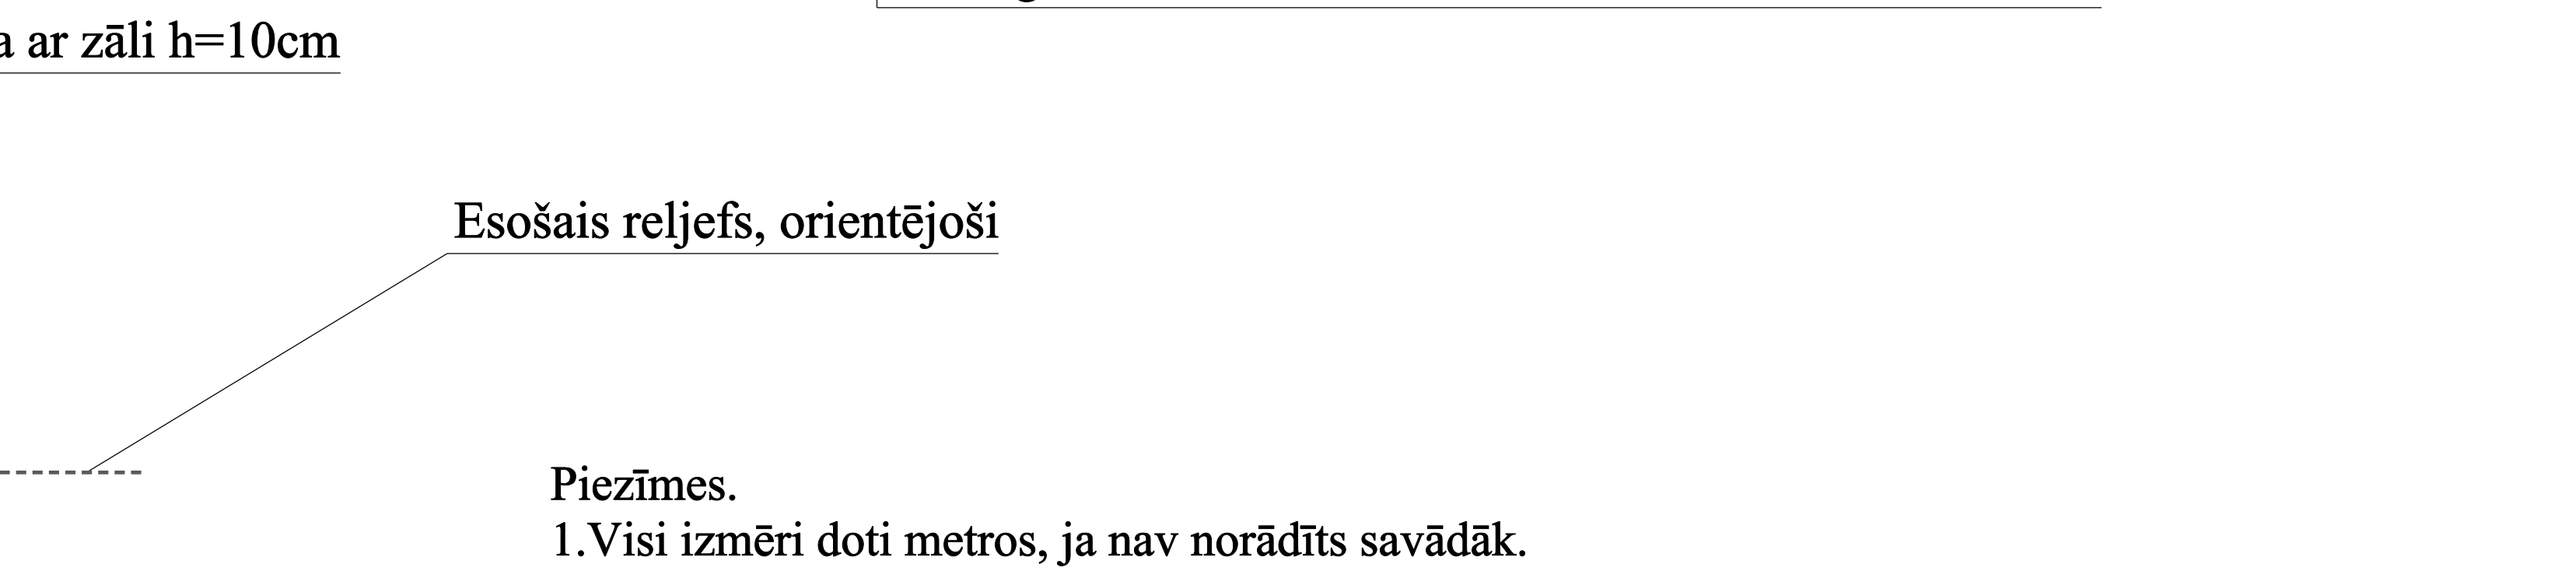 ar zāli h=10cm
Esošais reljefs, orientējoši
Piezīmes.
1.Visi izmēri doti metros, ja nav norādīts savādāk.